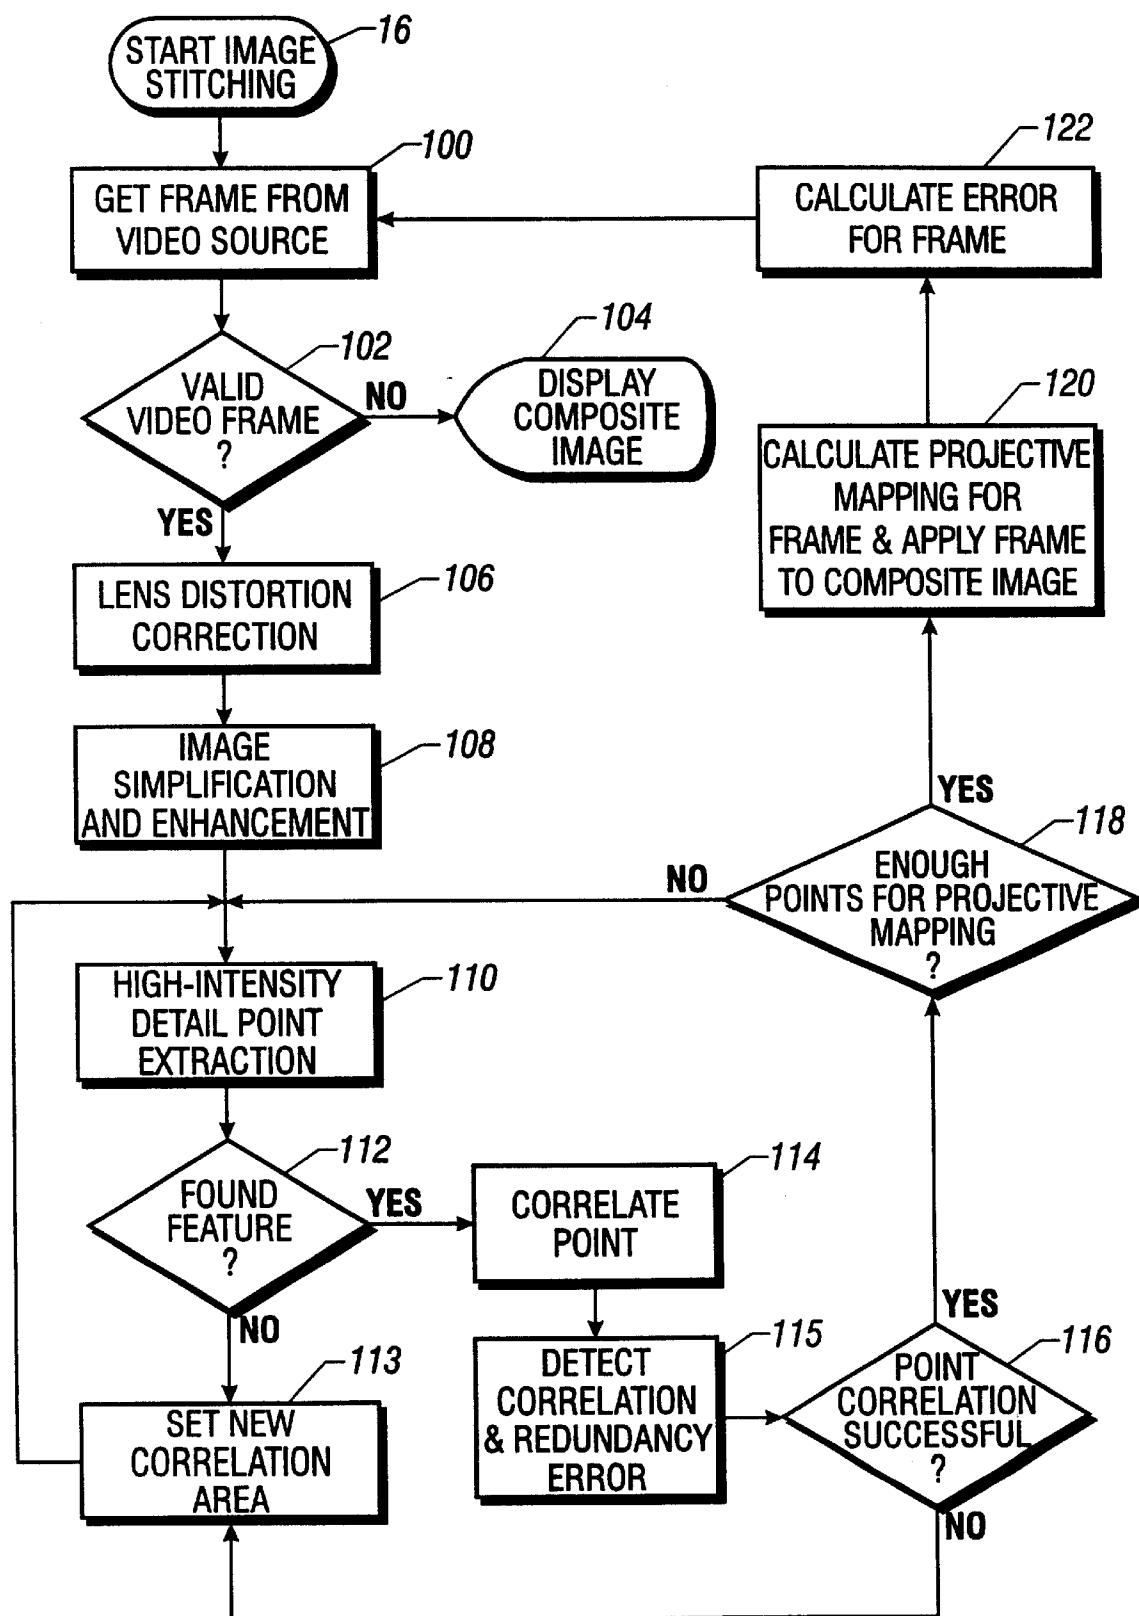 16
START IMAGE
STITCHING
100
GET FRAME FROM
VIDEO SOURCE
122
CALCULATE ERROR
FOR FRAME
102
VALID
VIDEO FRAME
?
NO
104
DISPLAY
COMPOSITE
IMAGE
120
CALCULATE PROJECTIVE
MAPPING FOR
FRAME & APPLY FRAME
TO COMPOSITE IMAGE
YES
106
LENS DISTORTION
CORRECTION
108
IMAGE
SIMPLIFICATION
AND ENHANCEMENT
YES
118
ENOUGH
POINTS FOR PROJECTIVE
MAPPING
?
NO
110
HIGH-INTENSITY
DETAIL POINT
EXTRACTION
112
FOUND
FEATURE
?
YES
114
CORRELATE
POINT
NO
113
SET NEW
CORRELATION
AREA
115
DETECT
CORRELATION
& REDUNDANCY
ERROR
YES
116
POINT
CORRELATION
SUCCESSFUL
?
NO